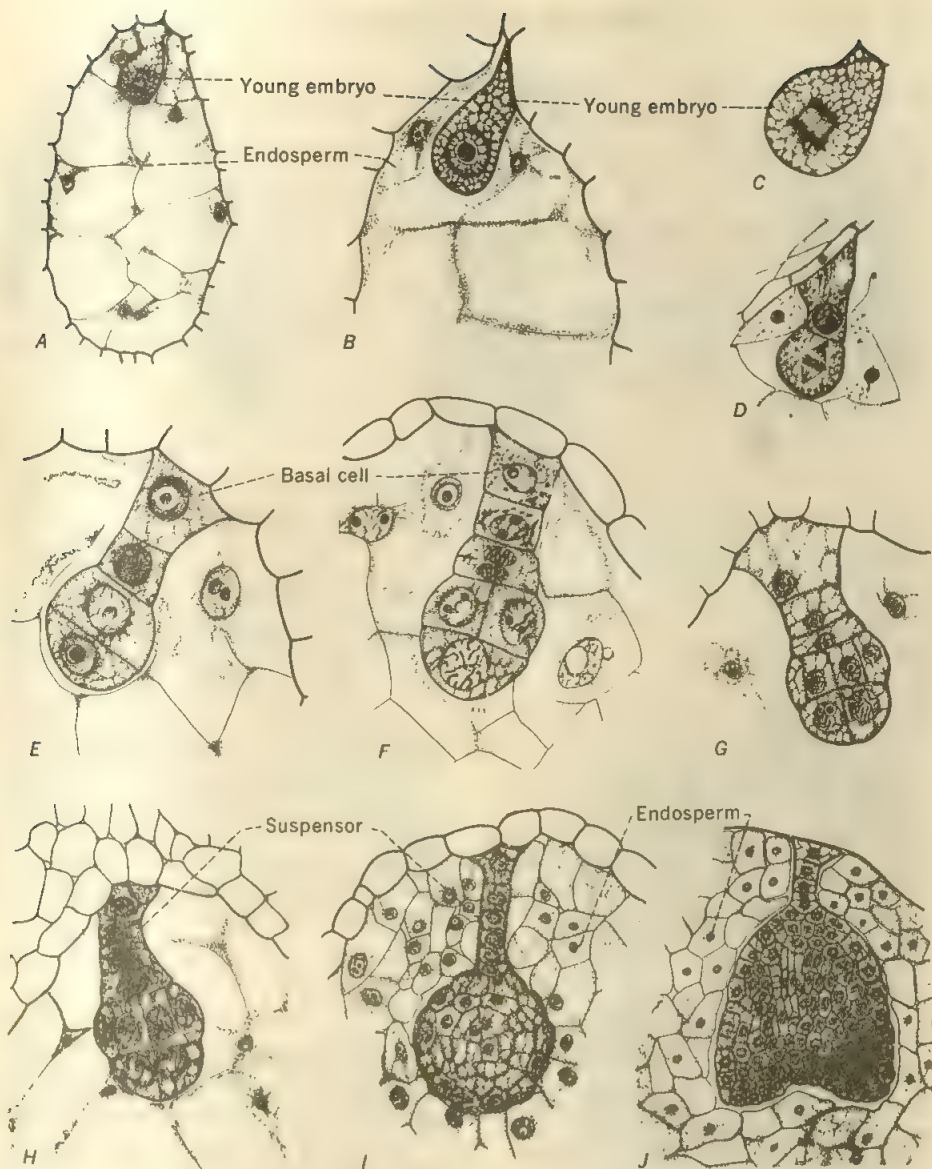 Young embryo
Young embryo
C
Endosperm
A
B
D
Basal cell
E
F
G
Suspensor
Endosperm
H
I
J